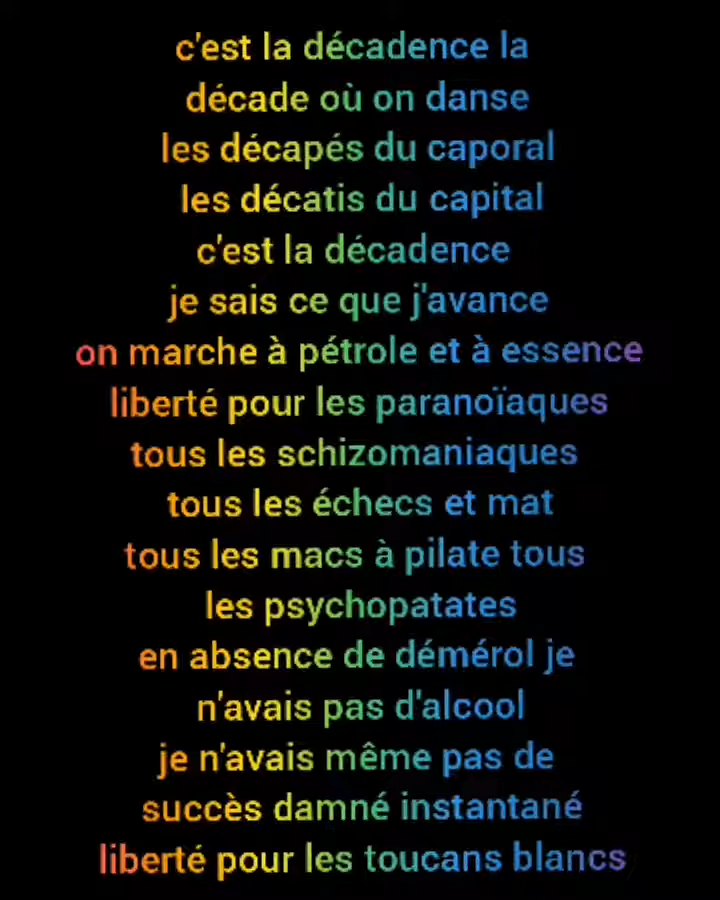 c'est la décadence la
décade où on danse
les décapés du caporal
les décatis du capital
c'est la décadence
je sais ce que j'avance
on marche à pétrole et à essence
liberté pour les paranoïaques
tous les schizomaniaques
tous les échecs et mat
tous les macs à pilate tous
les psychopatates
en absence de démérol je
n'avais pas d'alcool
je n'avais même pas de
succès damné instantané
liberté pour les toucans blancs